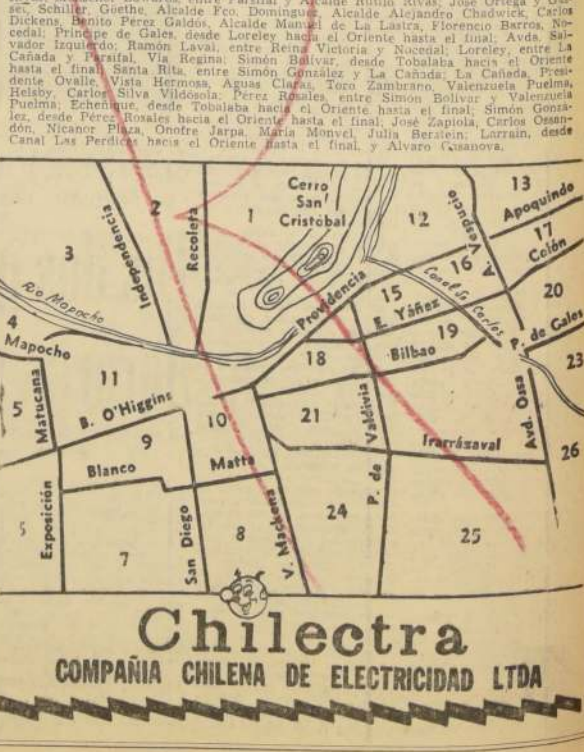 ser, Schiller, Göethe, Alcalde Fco. Domínguez, Alcalde Alejandro Chadwick, Carlos
Dickens, Benito Pérez Galdós, Alcalde Manuel de La Lastra, Florencio Barros, No-
cedal; Príncipe de Gales, desde Loreley hacia el Oriente hasta el final; Avda. Sal-
vador Izquierdo; Ramón Laval, entre Reina Victoria y Nocedal; Loreley, entre La
Cañada y Parsifal, Vía Regina; Simón Bolívar, desde Tobalaba hacia el Oriente
hasta el final, Santa Rita, entre Simón González y La Cañada; La Cañada, Presi-
dente Ovalle, Vista Hermosa, Aguas Claras, Toro Zambrano, Valenzuela Puelma,
Helsby, Carlos Silva Vildósola; Pérez Rosales, entre Simón Bolívar y Valenzuela
Puelma; Echeñique, desde Tobalaba hacia el Oriente hasta el final; Simón Gonzá-
lez, desde Pérez Rosales hacia el Oriente hasta el final; José Zapiola, Carlos Ossan-
dón, Nicanor Plaza, Onofre Jarpa, María Monvel, Julia Berstein; Larraín, desde
Canal Las Perdices hacia el Oriente hasta el final, y Alvaro Casanova.
13
Apoquindo
Cerro
San
Cristóbal
1
2
3
12
Independencia
Recoleta
A. Vespucio
17
Colón
16
Canal Sn Carlos
Providencia
15
E. Yáñez
20
Rio Mapocho
4
Mapocho
19
Bilbao
P. de Gales
18
23
11
Matucana
5
B. O'Higgins
10
21
Valdivia
P. de
Avd. Ossa
9
Irarrázaval
26
Blanco
Matta
Exposición
7
San Diego
8
V. Mackena
24
25
Chilectra
COMPAÑIA CHILENA DE ELECTRICIDAD LTDA